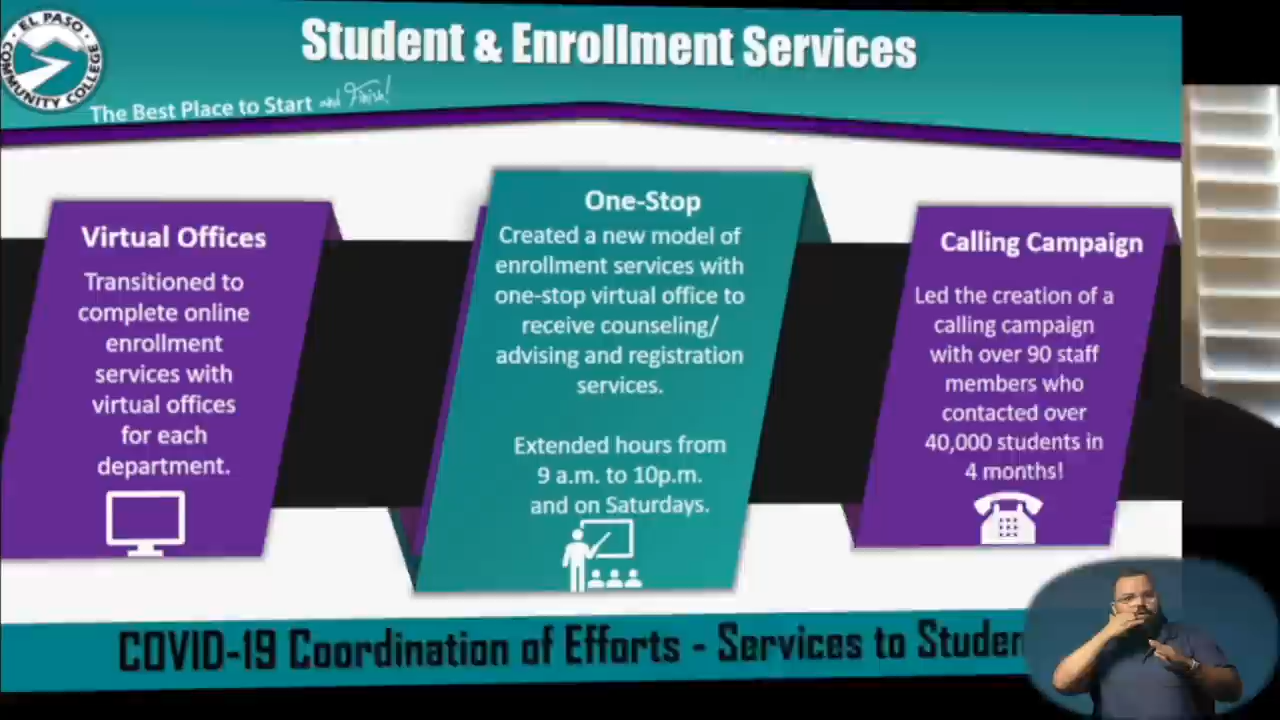 EL PASO
COMMUNITY COLLEGE
Student & Enrollment Services
The Best Place to Start and Finish!
Virtual Offices
Transitioned to
complete online
enrollment
services with
virtual offices
for each
department.
One-Stop
Created a new model of
enrollment services with
one-stop virtual office to
receive counseling/
advising and registration
services.
Extended hours from
9 a.m. to 10p.m.
and on Saturdays.
Calling Campaign
Led the creation of a
calling campaign
with over 90 staff
members who
contacted over
40,000 students in
4 months!
COVID-19 Coordination of Efforts - Services to Studen